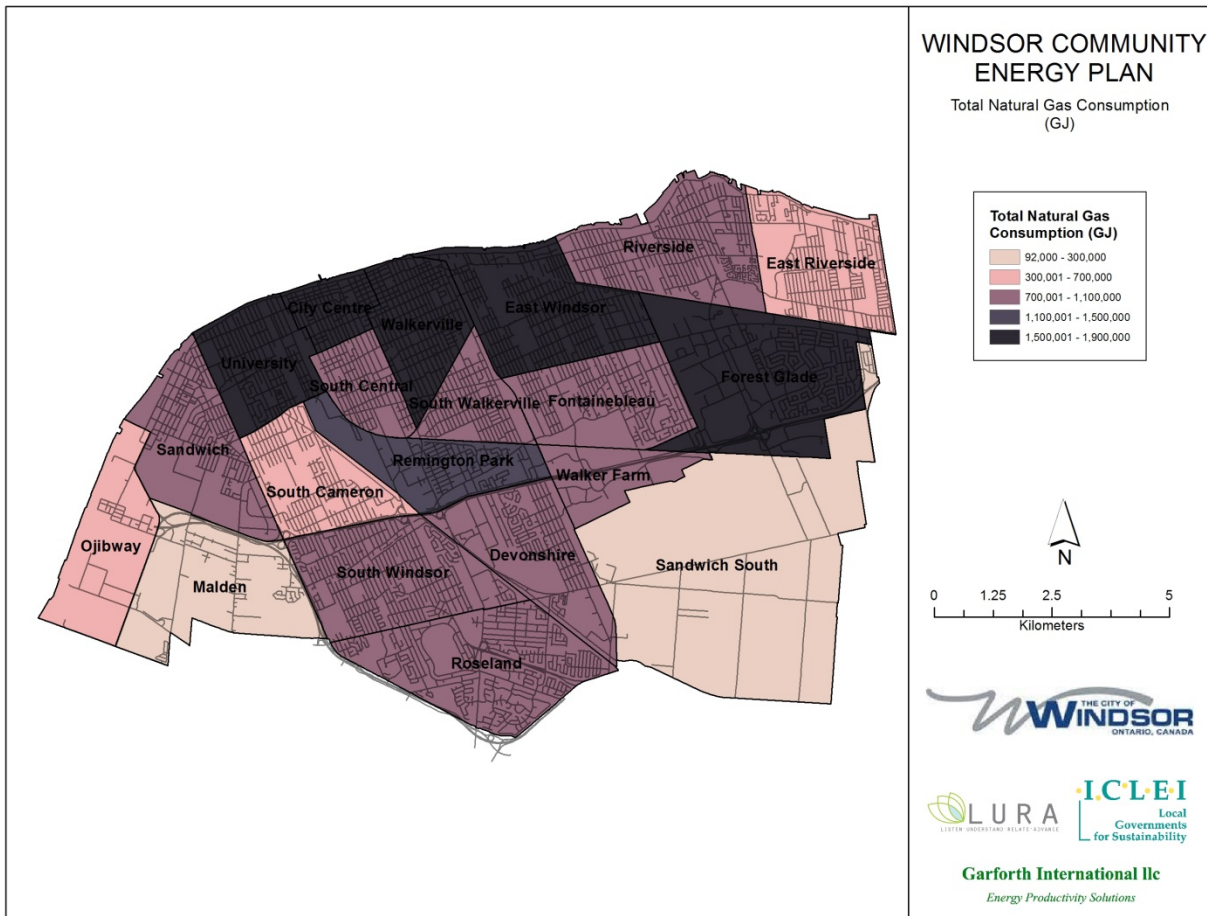 WINDSOR COMMUNITY
ENERGY PLAN
Total Natural Gas Consumption
(GJ)
Total Natural Gas
Consumption (GJ)
92,000 - 300,000
300,001 - 700,000
700,001 - 1,100,000
1,100,001 - 1,500,000
1,500,001 - 1,900,000
Riverside
East Riverside
City Centre
East Windsor
Walkerville
University
Forest Glade
South Central
South Walkerville
Fontainebleau
Sandwich
Remington Park
Walker Farm
South Cameron
Ojibway
Devonshire
Sandwich South
South Windsor
Malden
Roseland
N
0 1.25 2.5 5
Kilometers
THE CITY OF
WINDSOR
ONTARIO, CANADA
LURA
LISTEN·UNDERSTAND·RELATE·ADVANCE
I.C.L.E.I
Local
Governments
for Sustainability
Garforth International llc
Energy Productivity Solutions